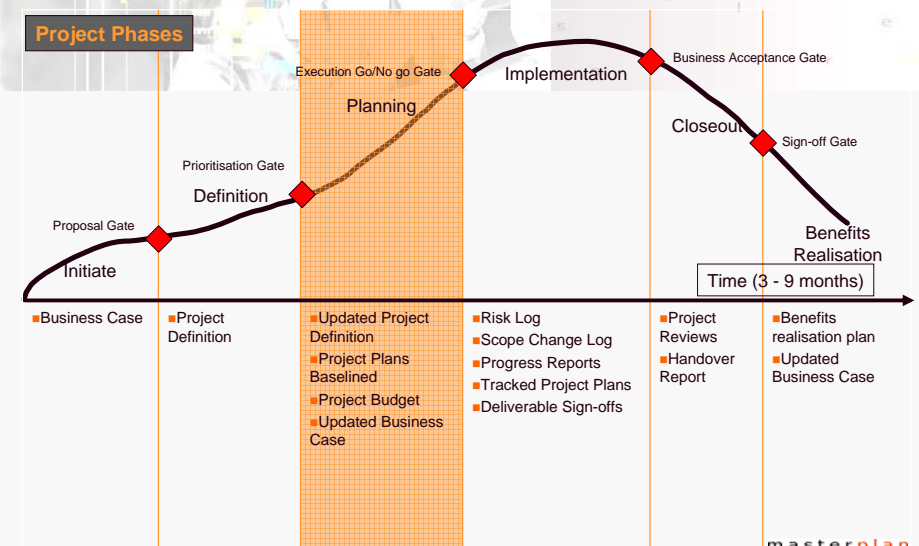 Project Phases
Execution Go/No go Gate
Implementation
Business Acceptance Gate
Planning
Closeout
Sign-off Gate
Prioritisation Gate
Definition
Proposal Gate
Initiate
Benefits
Realisation
Time (3 - 9 months)
■Business Case
■Project
Definition
■Updated Project
Definition
■Project Plans
Baselined
■Project Budget
■Updated Business
Case
■Risk Log
■Scope Change Log
■Progress Reports
■Tracked Project Plans
■Deliverable Sign-offs
■Project
Reviews
■Handover
Report
■Benefits
realisation plan
■Updated
Business Case
masterplan